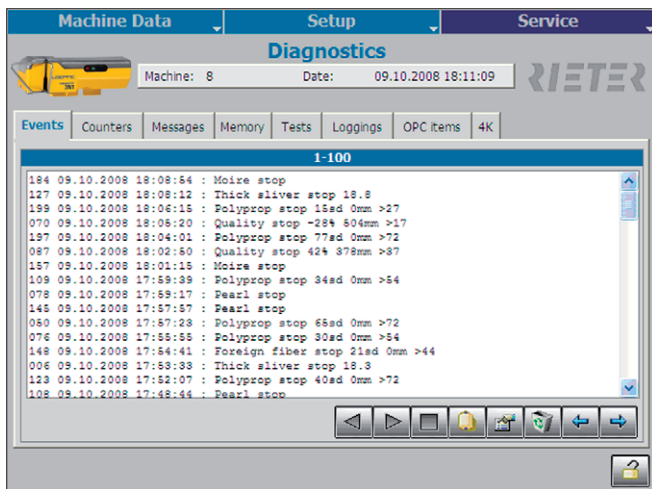 Machine Data Setup Service
Diagnostics
LOEPFE
Machine: 8 Date: 09.10.2008 18:11:09
RIETER
Events Counters Messages Memory Tests Loggings OPC items 4K
1-100
184 09.10.2008 18:08:54 : Moire stop
127 09.10.2008 18:08:12 : Thick sliver stop 18.8
199 09.10.2008 18:06:15 : Polyprop stop 15sd 0mm >27
070 09.10.2008 18:05:20 : Quality stop -28% 504mm >17
197 09.10.2008 18:04:01 : Polyprop stop 77sd 0mm >72
087 09.10.2008 18:02:50 : Quality stop 42% 378mm >37
157 09.10.2008 18:01:15 : Moire stop
109 09.10.2008 17:59:39 : Polyprop stop 34sd 0mm >54
078 09.10.2008 17:59:17 : Pearl stop
145 09.10.2008 17:57:57 : Pearl stop
050 09.10.2008 17:57:23 : Polyprop stop 65sd 0mm >72
076 09.10.2008 17:55:55 : Polyprop stop 30sd 0mm >54
148 09.10.2008 17:54:41 : Foreign fiber stop 21sd 0mm >44
006 09.10.2008 17:53:33 : Thick sliver stop 18.3
123 09.10.2008 17:52:07 : Polyprop stop 40sd 0mm >72
108 09.10.2008 17:48:44 : Pearl stop